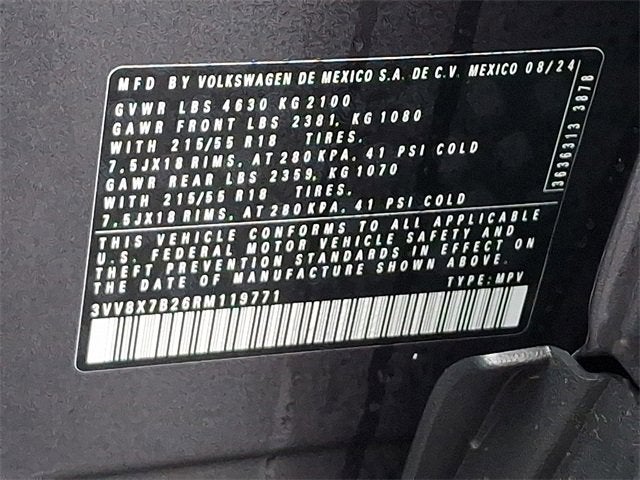 MFD BY VOLKSWAGEN DE MEXICO S.A. DE C.V. MEXICO 08/24
GVWR LBS 4630 KG 2100
GAWR FRONT LBS 2381, KG 1080
WITH 215/55 R18 TIRES,
7,5JX18 RIMS, AT 280 KPA, 41 PSI COLD
GAWR REAR LBS 2359, KG 1070
WITH 215/55 R18 TIRES,
7,5JX18 RIMS, AT 280 KPA, 41 PSI COLD
THIS VEHICLE CONFORMS TO ALL APPLICABLE
U.S. FEDERAL MOTOR VEHICLE SAFETY AND
THEFT PREVENTION STANDARDS IN EFFECT ON
THE DATE OF MANUFACTURE SHOWN ABOVE.
3VV8X7B26RM119771 TYPE: MPV
3636313 3878